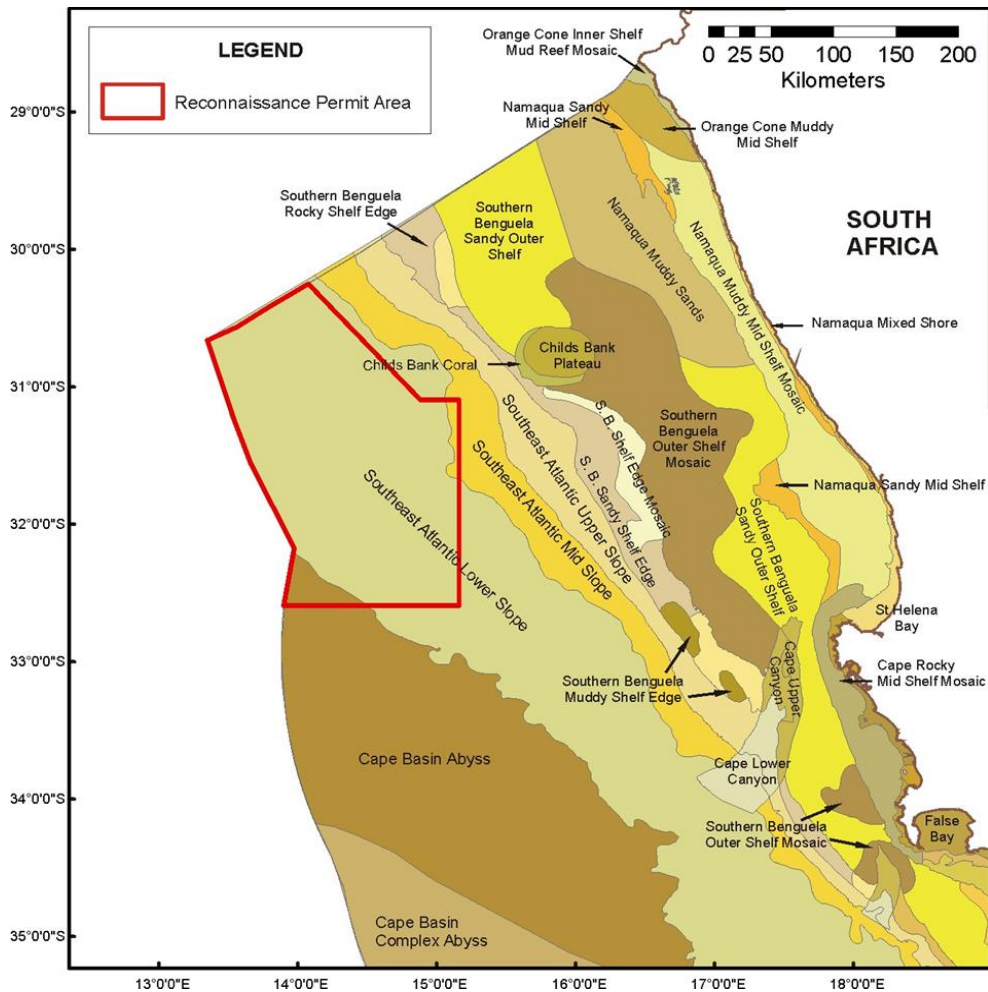 LEGEND
Reconnaissance Permit Area
Orange Cone Inner Shelf
Mud Reef Mosaic
0 25 50 100 150 200
Kilometers
29°0'0"S
Namaqua Sandy
Mid Shelf
Orange Cone Muddy
Mid Shelf
Southern Benguela
Rocky Shelf Edge
Southern
Benguela
Sandy Outer
Shelf
SOUTH
AFRICA
30°0'0"S
Namaqua Muddy Sands
Namaqua Muddy Mid Shelf Mosaic
Namaqua Mixed Shore
Childs Bank
Plateau
Childs Bank Coral
31°0'0"S
Southern
Benguela
Outer Shelf
Mosaic
S. B. Shelf Edge Mosaic
Southeast Atlantic Upper Slope
S. B. Sandy Shelf Edge
Southeast Atlantic Mid Slope
Southeast Atlantic Lower Slope
Namaqua Sandy Mid Shelf
Southern Benguela
Sandy Outer Shelf
32°0'0"S
St Helena
Bay
33°0'0"S
Southern Benguela
Muddy Shelf Edge
Cape Upper
Canyon
Cape Rocky
Mid Shelf Mosaic
Cape Basin Abyss
Cape Lower
Canyon
34°0'0"S
Southern Benguela
Outer Shelf Mosaic
False
Bay
Cape Basin
Complex Abyss
35°0'0"S
13°0'0"E 14°0'0"E 15°0'0"E 16°0'0"E 17°0'0"E 18°0'0"E